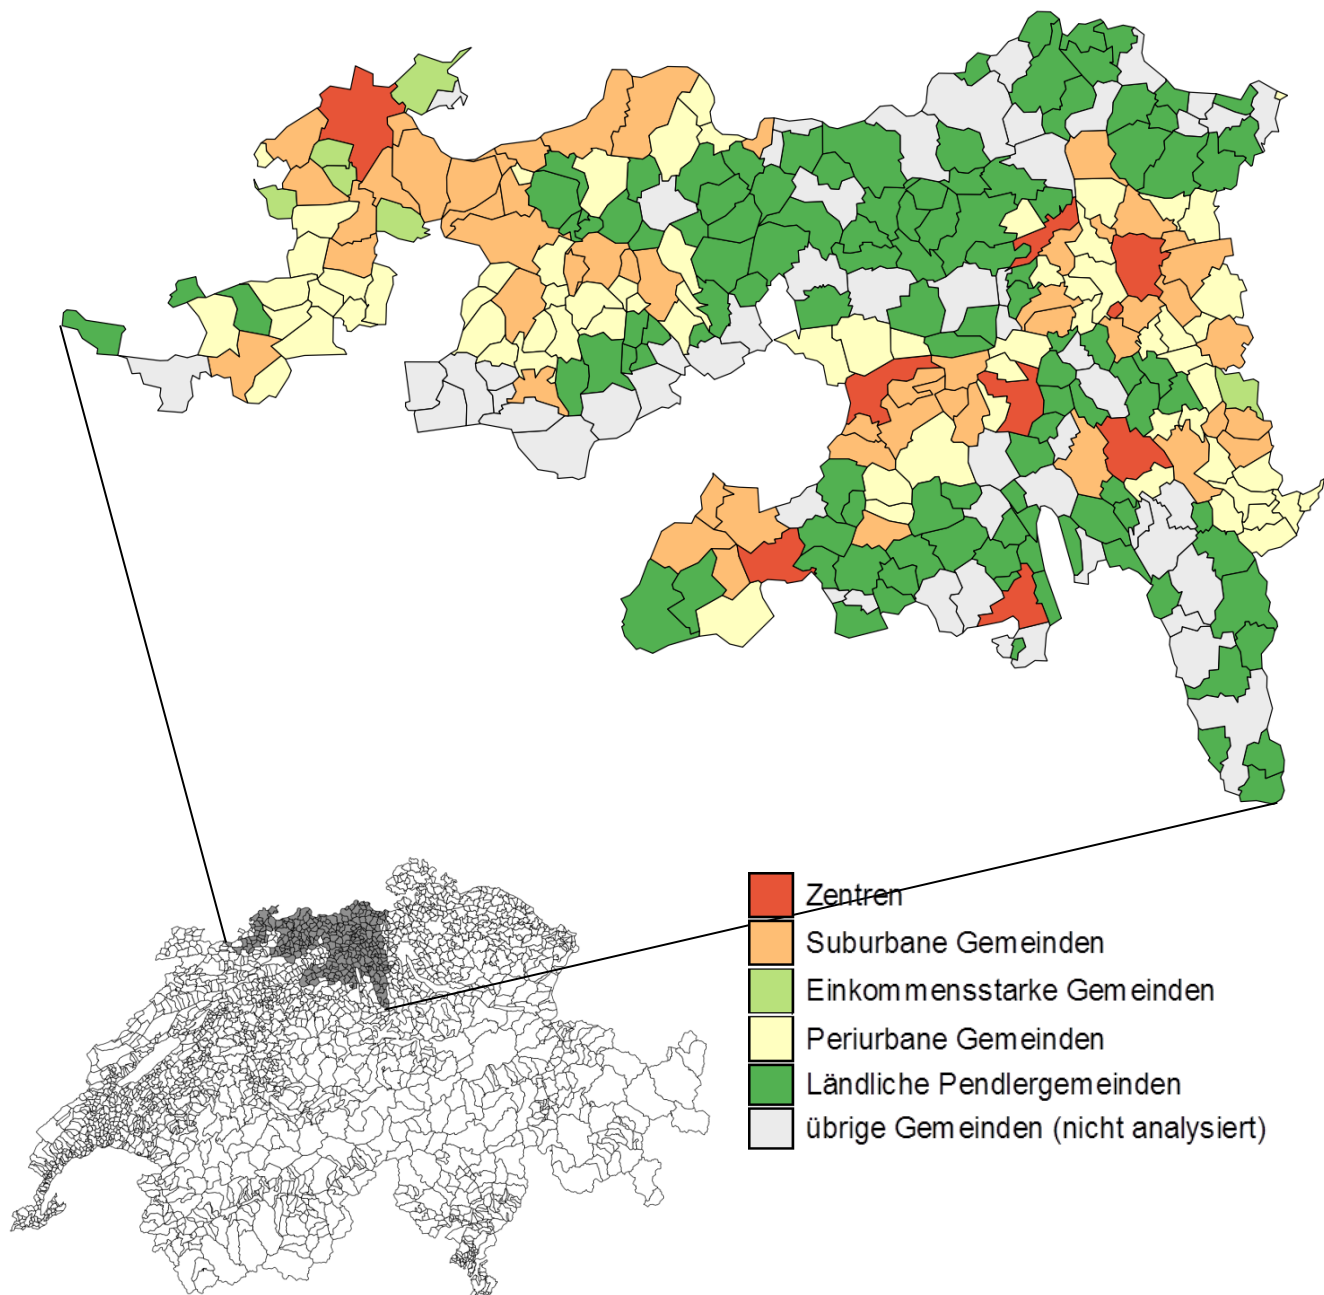 Zentren
Suburbane Gemeinden
Einkommensstarke Gemeinden
Periurbane Gemeinden
Ländliche Pendlergemeinden
übrige Gemeinden (nicht analysiert)